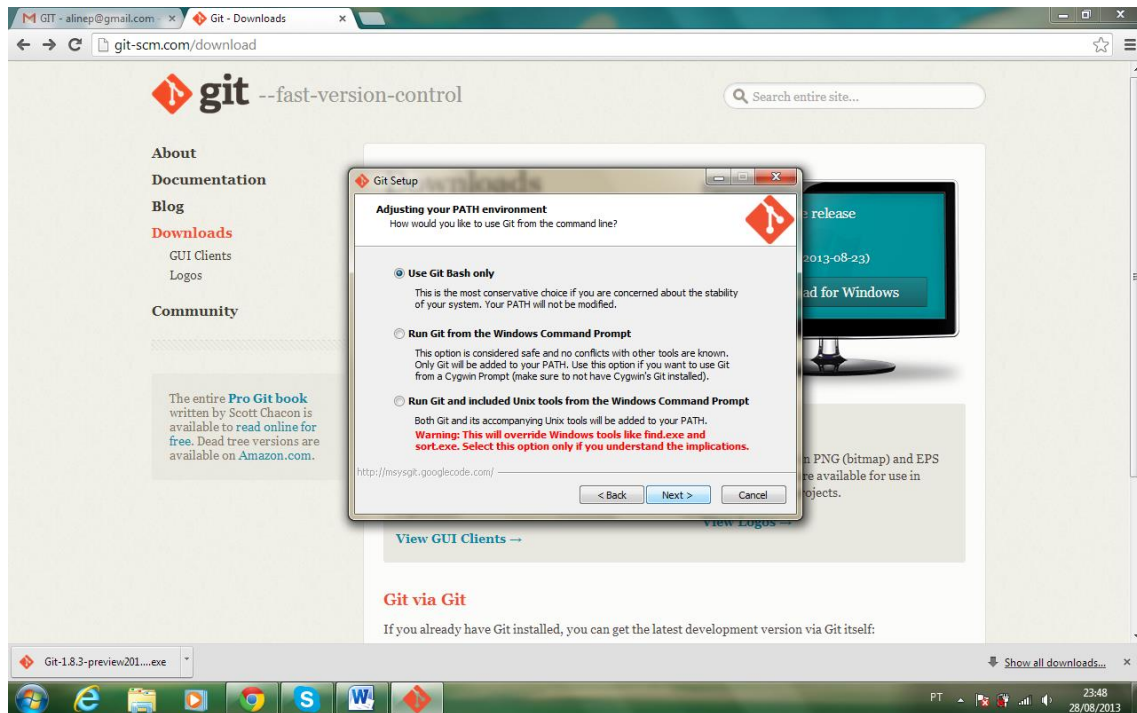 GIT - alinep@gmail.com
Git - Downloads
git-scm.com/download
git --fast-version-control
Search entire site...
About
Documentation
Blog
Downloads
GUI Clients
Logos
Community
The entire Pro Git book
written by Scott Chacon is
available to read online for
free. Dead tree versions are
available on Amazon.com.
Downloads
release
2013-08-23)
ad for Windows
Git Setup
Adjusting your PATH environment
How would you like to use Git from the command line?
Use Git Bash only
This is the most conservative choice if you are concerned about the stability
of your system. Your PATH will not be modified.
Run Git from the Windows Command Prompt
This option is considered safe and no conflicts with other tools are known.
Only Git will be added to your PATH. Use this option if you want to use Git
from a Cygwin Prompt (make sure to not have Cygwin's Git installed).
Run Git and included Unix tools from the Windows Command Prompt
Both Git and its accompanying Unix tools will be added to your PATH.
Warning: This will override Windows tools like find.exe and
sort.exe. Select this option only if you understand the implications.
http://msysgit.googlecode.com/
< Back
Next >
Cancel
n PNG (bitmap) and EPS
re available for use in
ojects.
View Logos →
View GUI Clients →
Git via Git
If you already have Git installed, you can get the latest development version via Git itself:
Git-1.8.3-preview201....exe
Show all downloads...
PT
23:48
28/08/2013